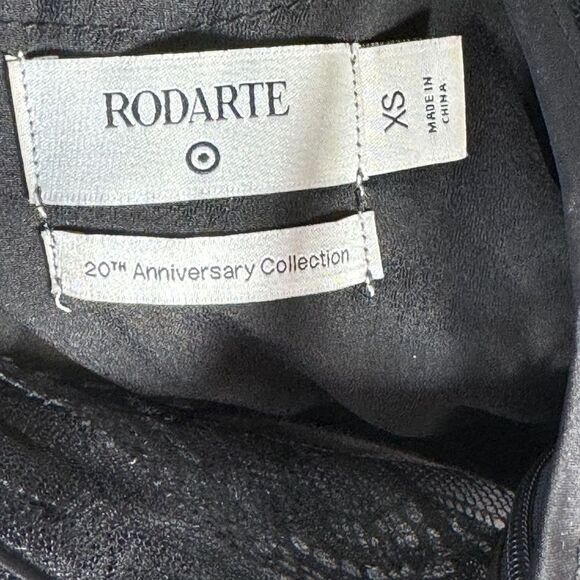 RODARTE
XS
MADE IN
CHINA
20TH Anniversary Collection